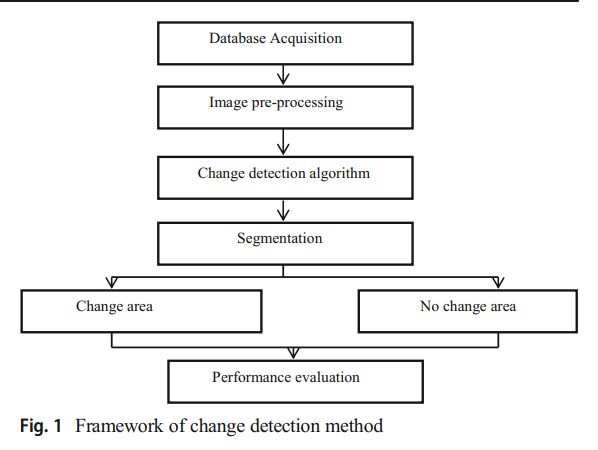 Database Acquisition
Image pre-processing
Change detection algorithm
Segmentation
Change area
No change area
Performance evaluation
Fig. 1 Framework of change detection method